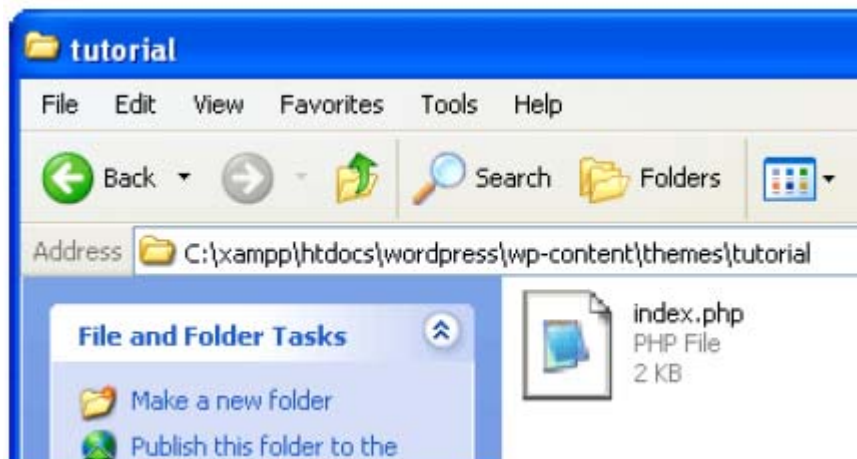 tutorial
File Edit View Favorites Tools Help
Back Search Folders
Address C:\xampp\htdocs\wordpress\wp-content\themes\tutorial
File and Folder Tasks
Make a new folder
Publish this folder to the
index.php
PHP File
2 KB